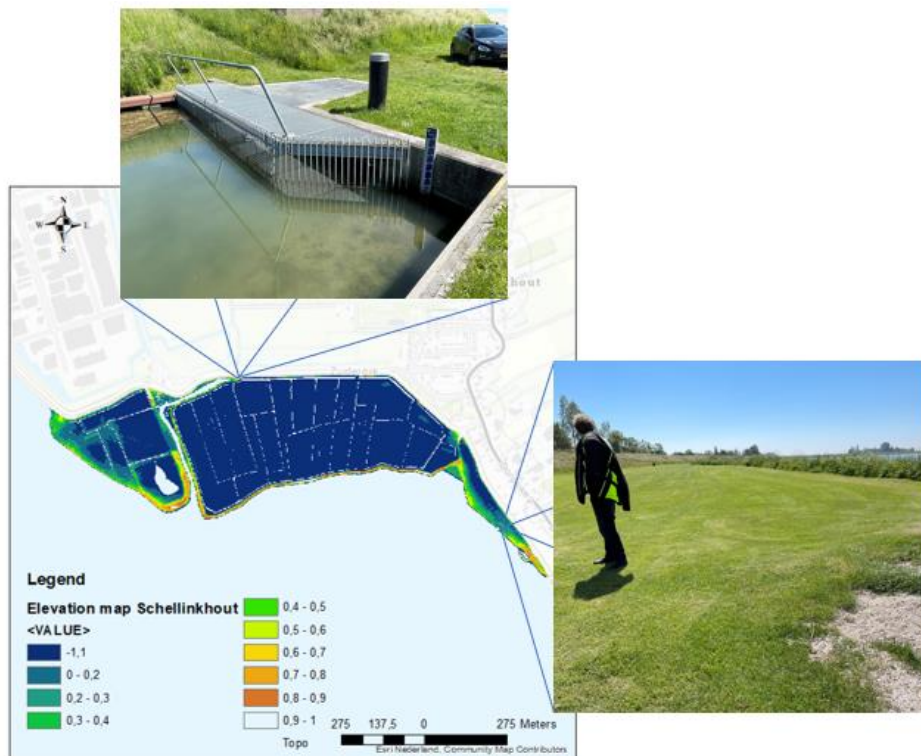 N
W E
S
hout
Legend
Elevation map Schellinkhout
<VALUE>
-1,1
0 - 0,2
0,2 - 0,3
0,3 - 0,4
0,4 - 0,5
0,5 - 0,6
0,6 - 0,7
0,7 - 0,8
0,8 - 0,9
0,9 - 1
Topo
275 137,5 0 275 Meters
Esri Nederland, Community Map Contributors